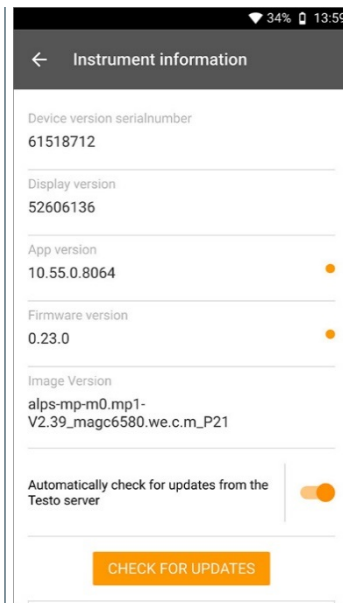 34% 13:59
Instrument information
Device version serialnumber
61518712
Display version
52606136
App version
10.55.0.8064
Firmware version
0.23.0
Image Version
alps-mp-m0.mp1-
V2.39_magc6580.we.c.m_P21
Automatically check for updates from the
Testo server
CHECK FOR UPDATES